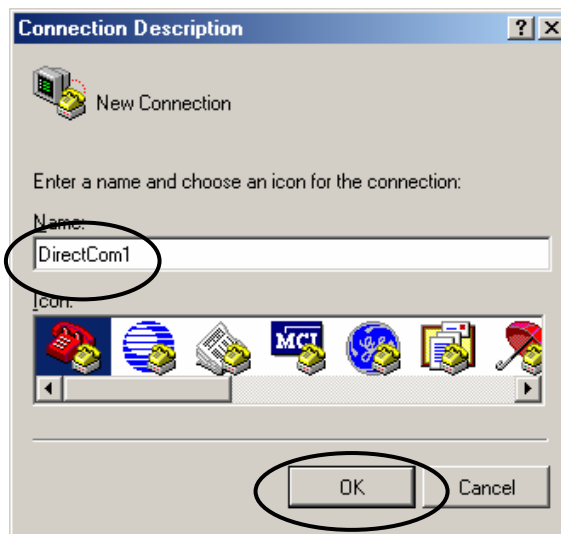 Connection Description
New Connection
Enter a name and choose an icon for the connection:
Name:
DirectCom1
Icon:
MCI
OK Cancel